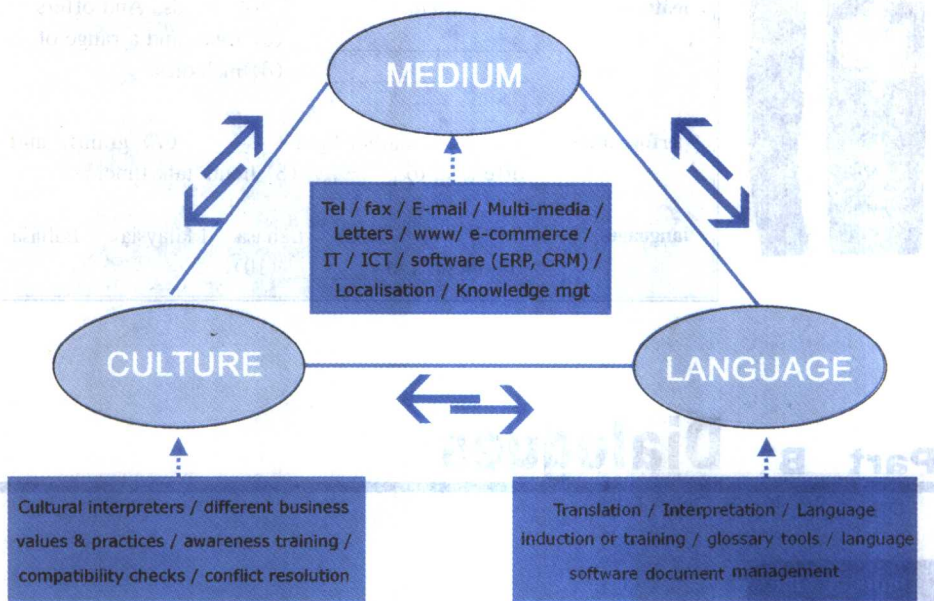 MEDIUM
Tel / fax / E-mail / Multi-media /
Letters / www/ e-commerce /
IT / ICT / software (ERP, CRM) /
Localisation / Knowledge mgt
CULTURE
LANGUAGE
Part B Dialogues
Cultural interpreters / different business
values & practices / awareness training /
compatibility checks / conflict resolution
Translation / Interpretation / Language
induction or training / glossary tools / language
software document management